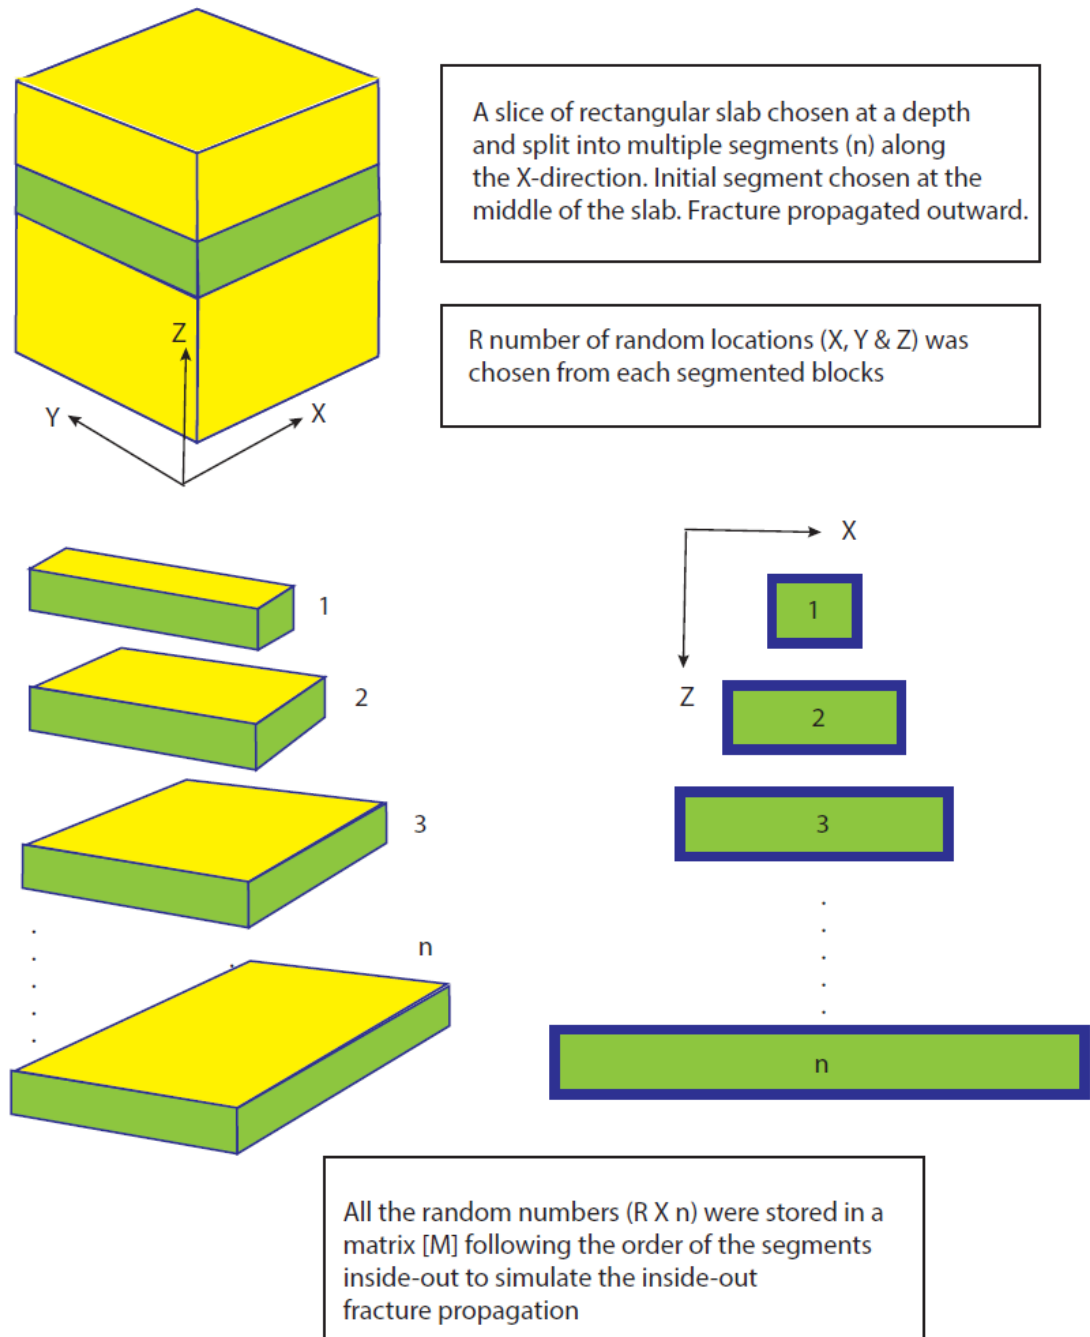 A slice of rectangular slab chosen at a depth
and split into multiple segments (n) along
the X-direction. Initial segment chosen at the
middle of the slab. Fracture propagated outward.
R number of random locations (X, Y & Z) was
chosen from each segmented blocks
Z
Y
X
1
2
3
n
X
Z
1
2
3
n
All the random numbers (R X n) were stored in a
matrix [M] following the order of the segments
inside-out to simulate the inside-out
fracture propagation